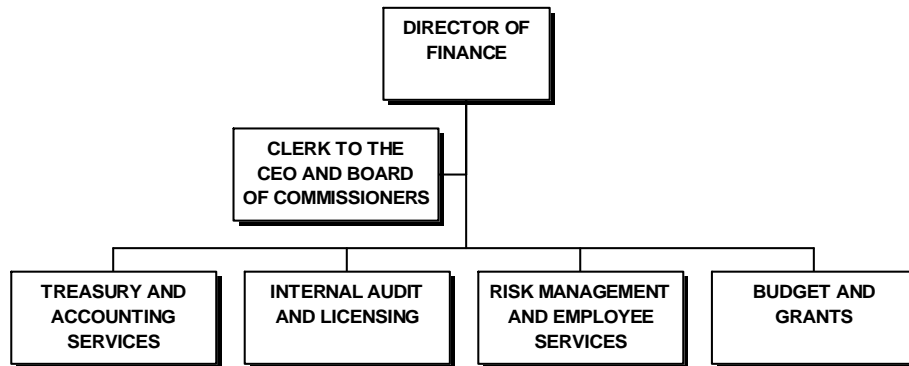 DIRECTOR OF
FINANCE
CLERK TO THE
CEO AND BOARD
OF COMMISSIONERS
TREASURY AND
ACCOUNTING
SERVICES
INTERNAL AUDIT
AND LICENSING
RISK MANAGEMENT
AND EMPLOYEE
SERVICES
BUDGET AND
GRANTS